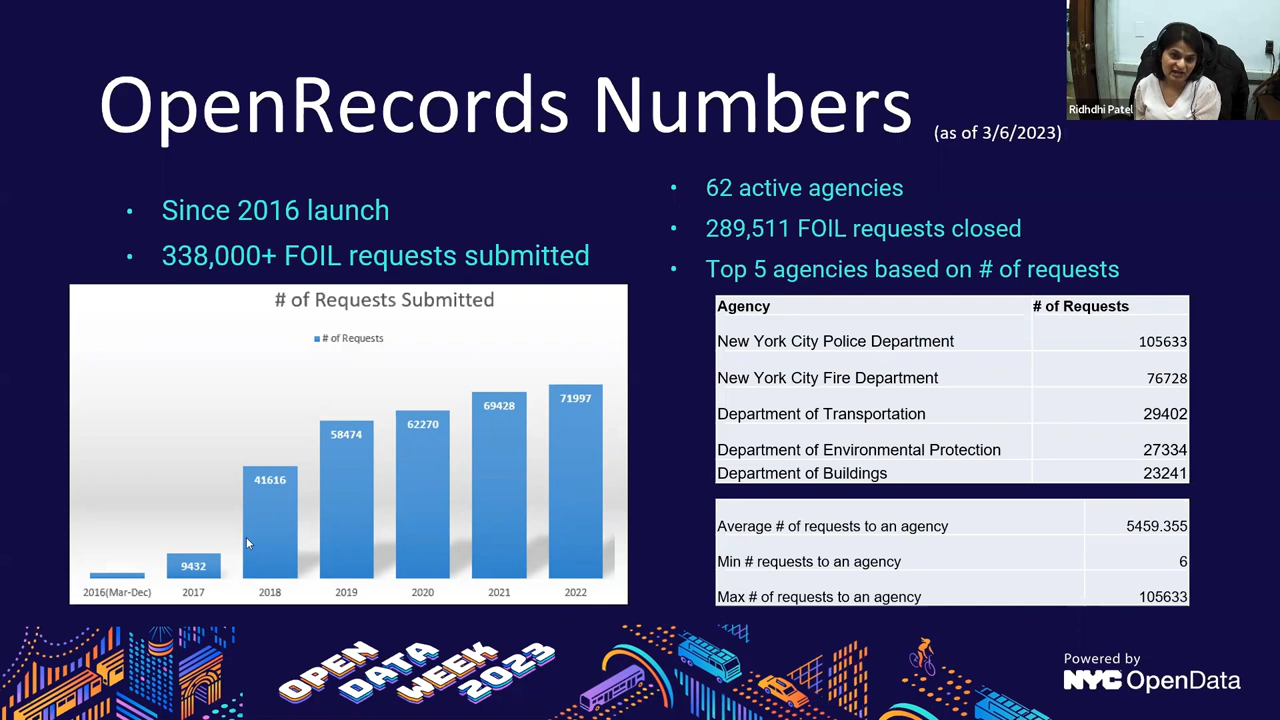 OpenRecords Numbers (as of 3/6/2023)
Ridhdhi Patel
• Since 2016 launch
• 338,000+ FOIL requests submitted
• 62 active agencies
• 289,511 FOIL requests closed
• Top 5 agencies based on # of requests
# of Requests Submitted
# of Requests
9432
41616
58474
62270
69428
71997
2016(Mar-Dec) 2017 2018 2019 2020 2021 2022
Agency # of Requests
New York City Police Department 105633
New York City Fire Department 76728
Department of Transportation 29402
Department of Environmental Protection 27334
Department of Buildings 23241
Average # of requests to an agency 5459.355
Min # requests to an agency 6
Max # of requests to an agency 105633
OPEN
DATA
WEEK
2023
Powered by
NYC OpenData